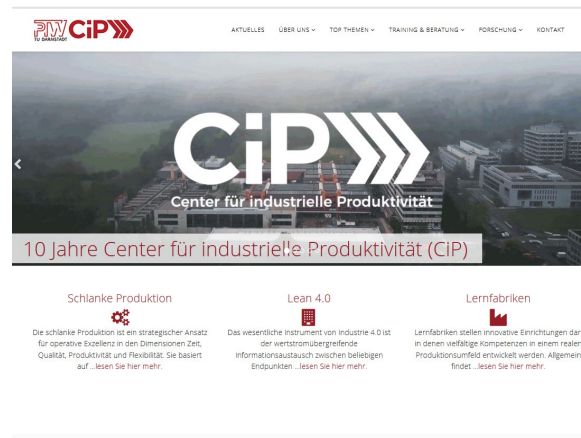 PTW CiP
TU DARMSTADT
AKTUELLES ÜBER UNS TOP THEMEN TRAINING & BERATUNG FORSCHUNG KONTAKT
CiP
Center für industrielle Produktivität
10 Jahre Center für industrielle Produktivität (CiP)
Schlanke Produktion
Die schlanke Produktion ist ein strategischer Ansatz
für operative Exzellenz in den Dimensionen Zeit,
Qualität, Produktivität und Flexibilität. Sie basiert
auf ...lesen Sie hier mehr.
Lean 4.0
Das wesentliche Instrument von Industrie 4.0 ist
der wertstromübergreifende
Informationsaustausch zwischen beliebigen
Endpunkten ...lesen Sie hier mehr.
Lernfabriken
Lernfabriken stellen innovative Einrichtungen dar
in denen vielfältige Kompetenzen in einem realen
Produktionsumfeld entwickelt werden. Allgemein
findet ...lesen Sie hier mehr.